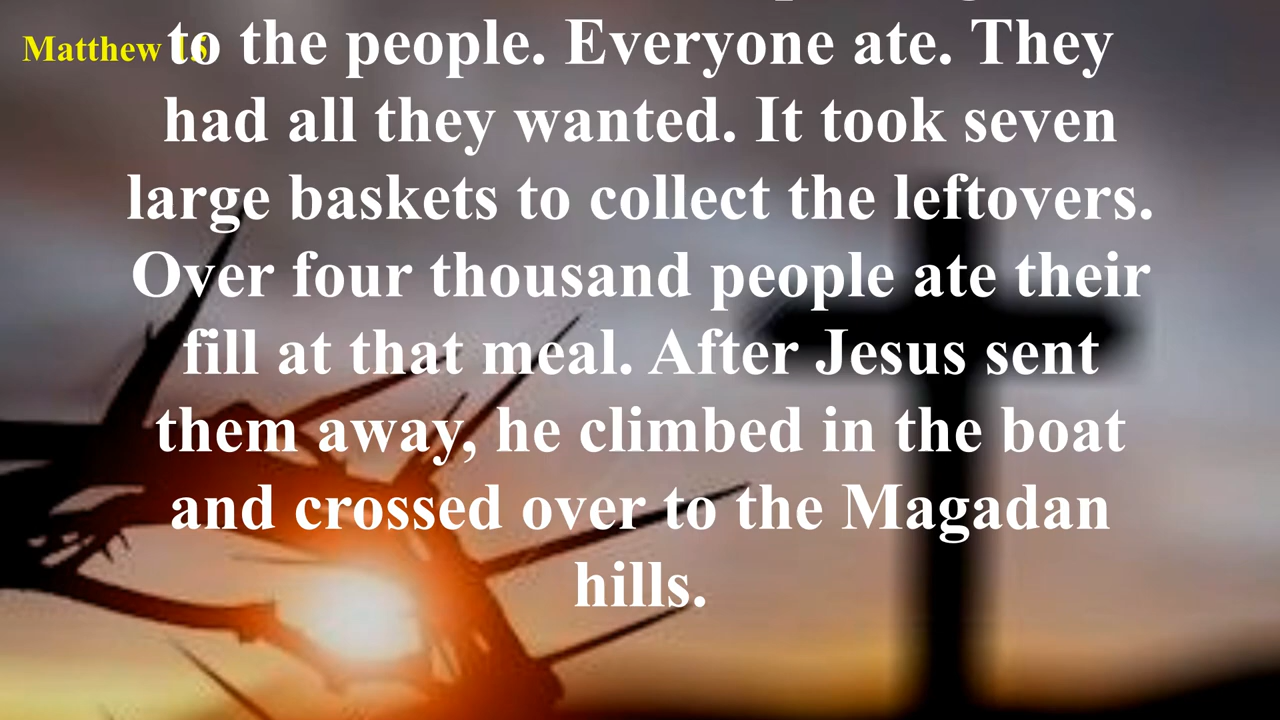 Matthew 15
to the people. Everyone ate. They
had all they wanted. It took seven
large baskets to collect the leftovers.
Over four thousand people ate their
fill at that meal. After Jesus sent
them away, he climbed in the boat
and crossed over to the Magadan
hills.